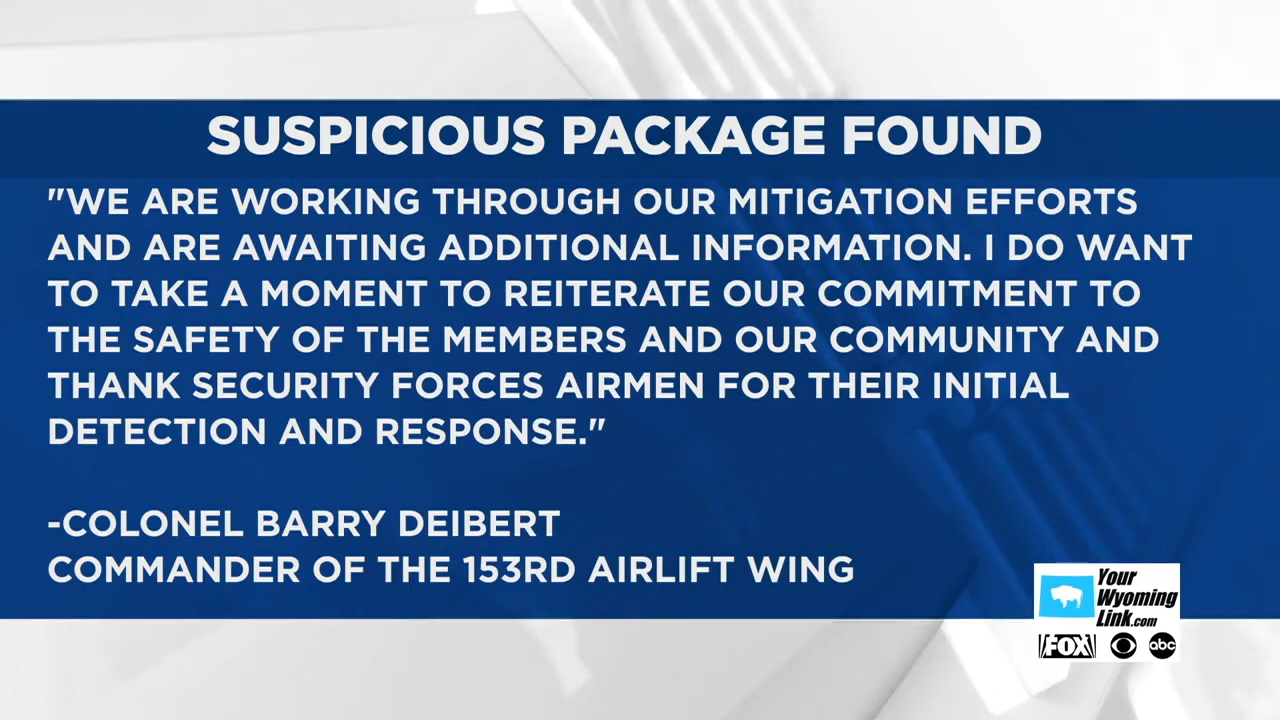 SUSPICIOUS PACKAGE FOUND
"WE ARE WORKING THROUGH OUR MITIGATION EFFORTS
AND ARE AWAITING ADDITIONAL INFORMATION. I DO WANT
TO TAKE A MOMENT TO REITERATE OUR COMMITMENT TO
THE SAFETY OF THE MEMBERS AND OUR COMMUNITY AND
THANK SECURITY FORCES AIRMEN FOR THEIR INITIAL
DETECTION AND RESPONSE."
-COLONEL BARRY DEIBERT
COMMANDER OF THE 153RD AIRLIFT WING
Your
Wyoming
Link.com
FOX abc